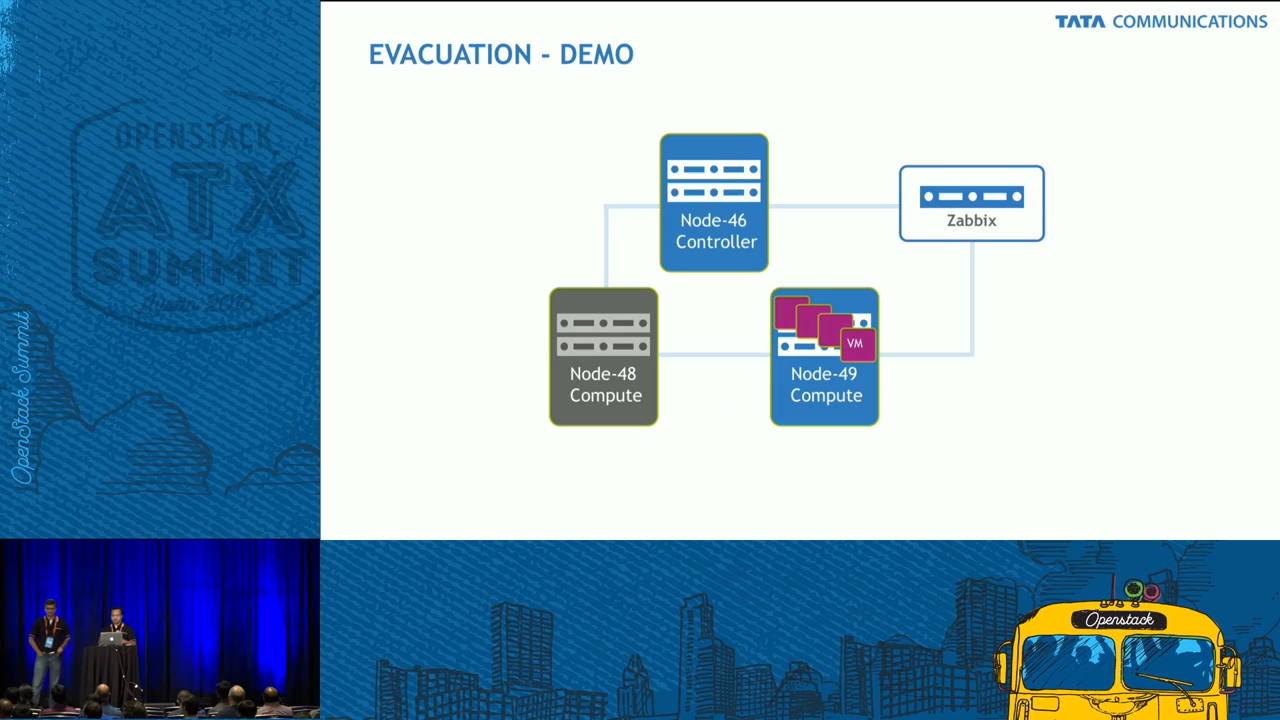 TATA COMMUNICATIONS
EVACUATION - DEMO
Node-46
Controller
Zabbix
VM
Node-48
Compute
Node-49
Compute
OPENSTACK
ATX
SUMMIT
Austin 2016
OpenStack Summit
Openstack